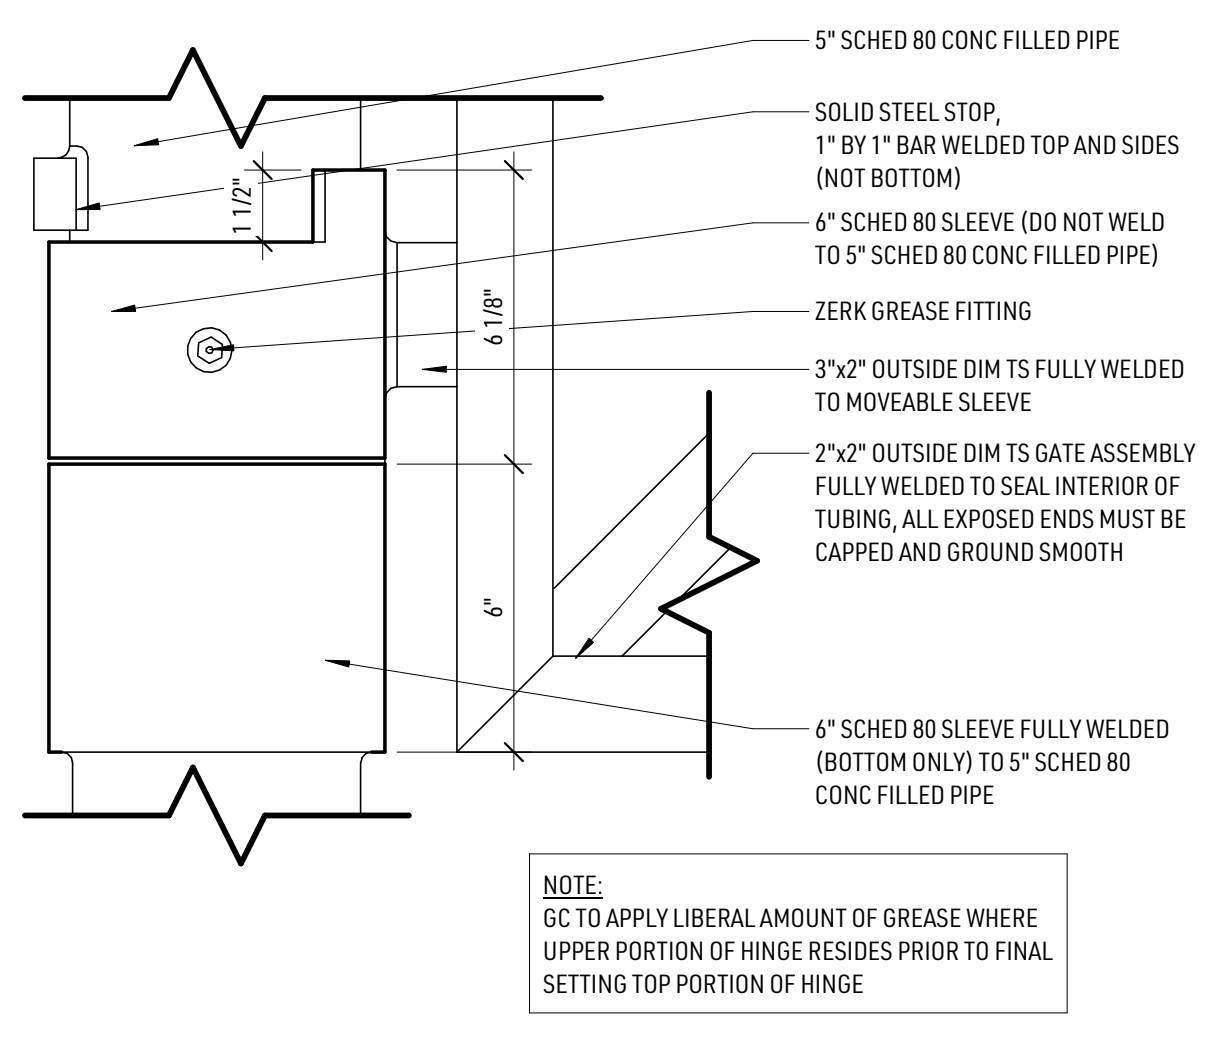 5" SCHED 80 CONC FILLED PIPE
SOLID STEEL STOP,
1" BY 1" BAR WELDED TOP AND SIDES
(NOT BOTTOM)
1 1/2"
6" SCHED 80 SLEEVE (DO NOT WELD
TO 5" SCHED 80 CONC FILLED PIPE)
6 1/8"
ZERK GREASE FITTING
3"x2" OUTSIDE DIM TS FULLY WELDED
TO MOVEABLE SLEEVE
2"x2" OUTSIDE DIM TS GATE ASSEMBLY
FULLY WELDED TO SEAL INTERIOR OF
TUBING, ALL EXPOSED ENDS MUST BE
CAPPED AND GROUND SMOOTH
6"
6" SCHED 80 SLEEVE FULLY WELDED
(BOTTOM ONLY) TO 5" SCHED 80
CONC FILLED PIPE
NOTE:
GC TO APPLY LIBERAL AMOUNT OF GREASE WHERE
UPPER PORTION OF HINGE RESIDES PRIOR TO FINAL
SETTING TOP PORTION OF HINGE